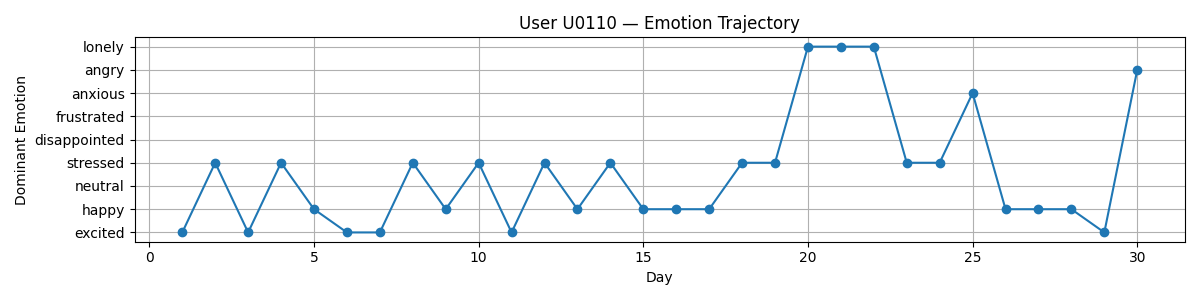 User U0110 — Emotion Trajectory
Dominant Emotion
lonely
angry
anxious
frustrated
disappointed
stressed
neutral
happy
excited
0 5 10 15 20 25 30
Day